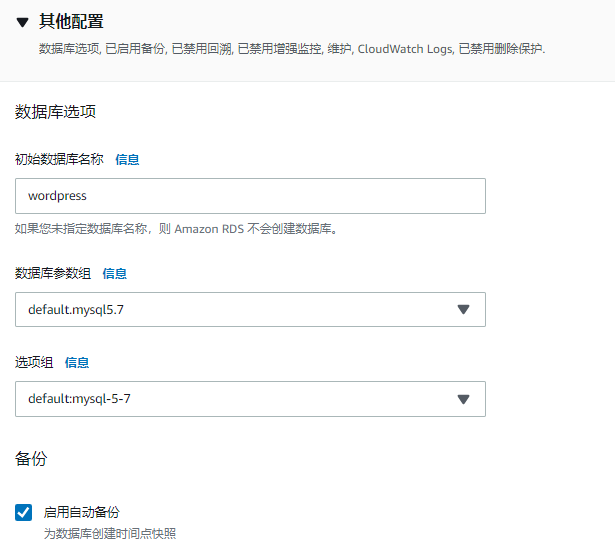 其他配置
数据库选项, 已启用备份, 已禁用回溯, 已禁用增强监控, 维护, CloudWatch Logs, 已禁用删除保护.
数据库选项
初始数据库名称 信息
wordpress
如果您未指定数据库名称，则 Amazon RDS 不会创建数据库。
数据库参数组 信息
default.mysql5.7
选项组 信息
default:mysql-5-7
备份
启用自动备份
为数据库创建时间点快照